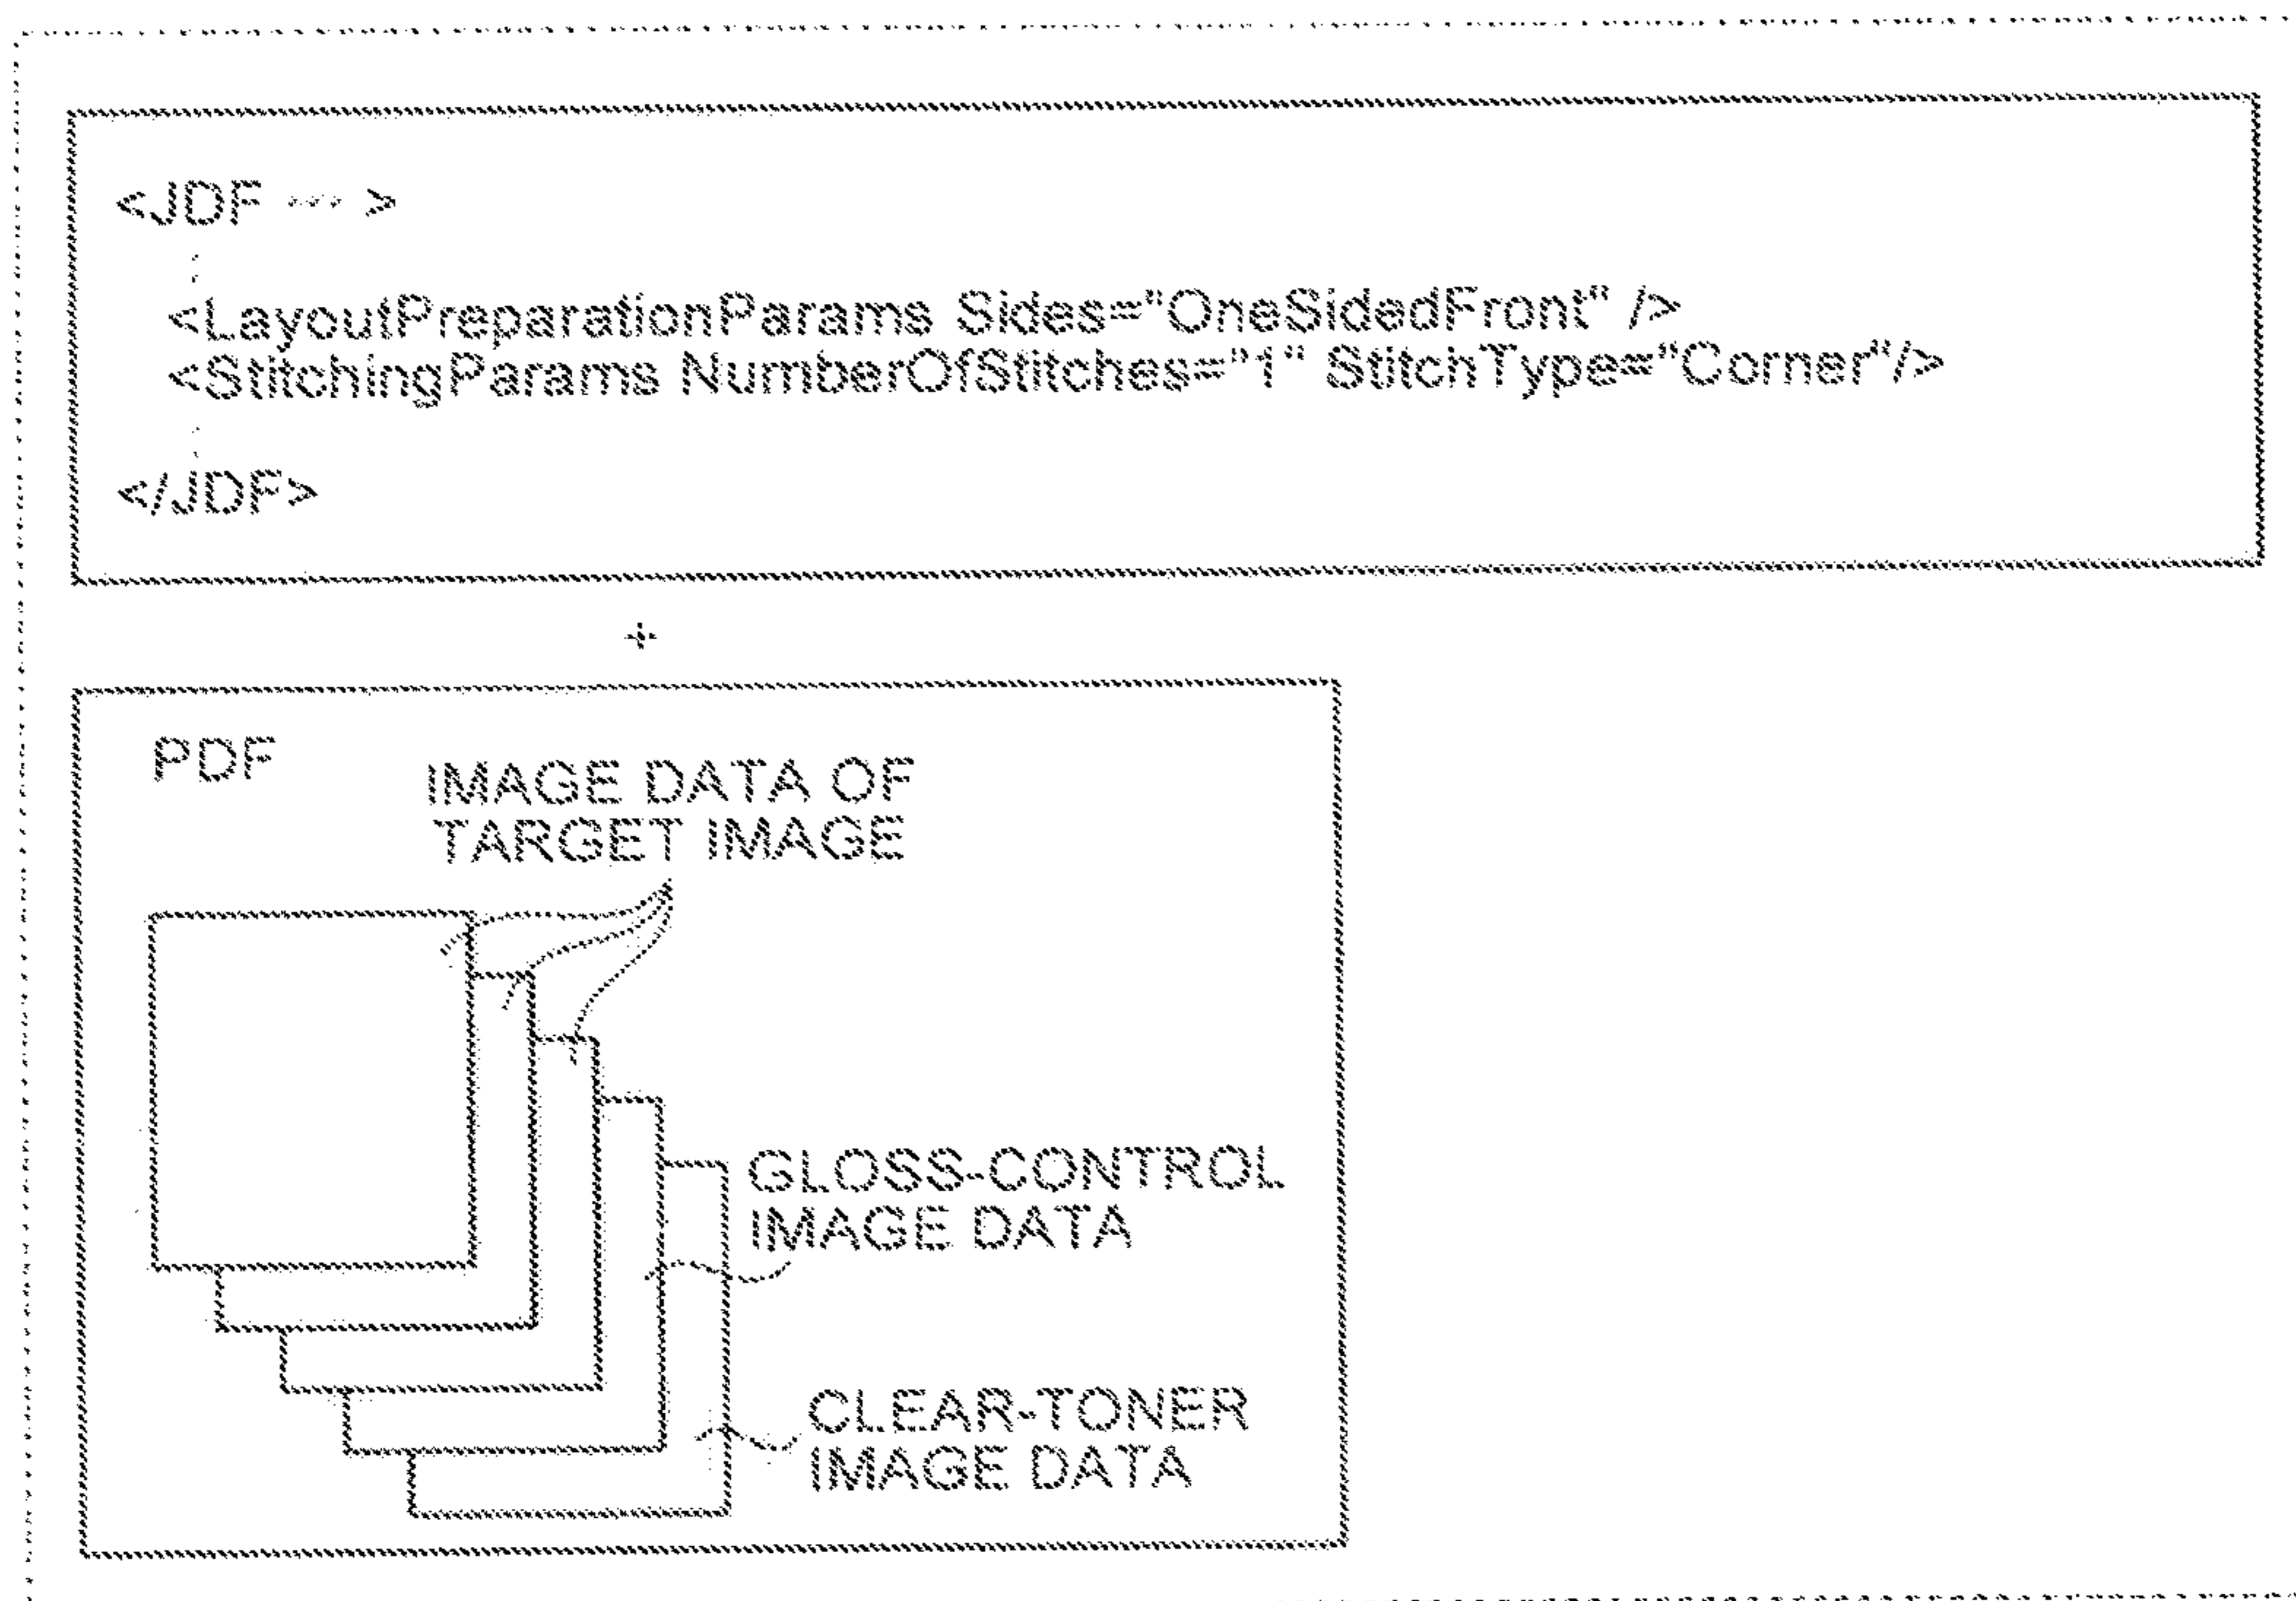 <JDF ··· >
<LayoutPreparationParams Sides="OneSidedFront" />
<StitchingParams NumberOfStitches="1" StitchType="Corner"/>
</JDF>
+
PDF
IMAGE DATA OF
TARGET IMAGE
GLOSS-CONTROL
IMAGE DATA
CLEAR-TONER
IMAGE DATA